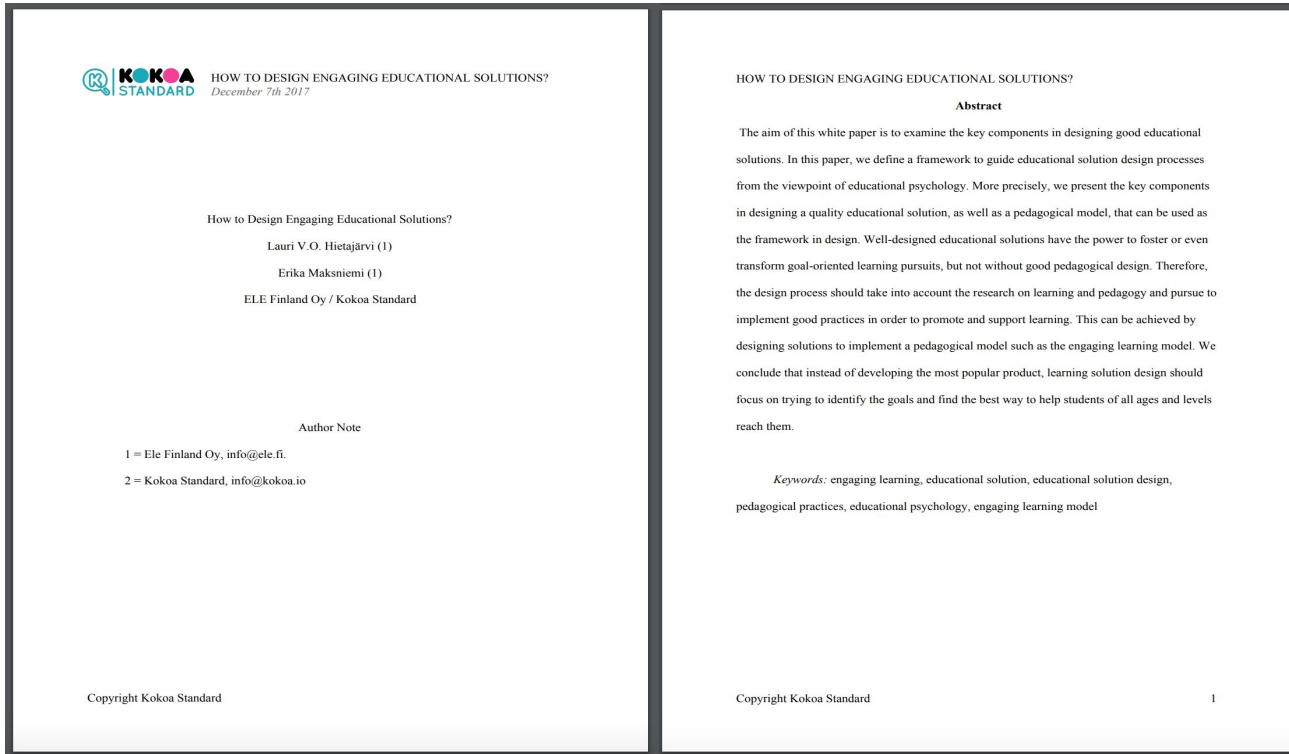 KOKOA
STANDARD
HOW TO DESIGN ENGAGING EDUCATIONAL SOLUTIONS?
December 7th 2017
How to Design Engaging Educational Solutions?
Lauri V.O. Hietajärvi (1)
Erika Maksniemi (1)
ELE Finland Oy / Kokoa Standard
Author Note
1 = Ele Finland Oy, info@ele.fi.
2 = Kokoa Standard, info@kokoa.io
Copyright Kokoa Standard
HOW TO DESIGN ENGAGING EDUCATIONAL SOLUTIONS?
Abstract
The aim of this white paper is to examine the key components in designing good educational
solutions. In this paper, we define a framework to guide educational solution design processes
from the viewpoint of educational psychology. More precisely, we present the key components
in designing a quality educational solution, as well as a pedagogical model, that can be used as
the framework in design. Well-designed educational solutions have the power to foster or even
transform goal-oriented learning pursuits, but not without good pedagogical design. Therefore,
the design process should take into account the research on learning and pedagogy and pursue to
implement good practices in order to promote and support learning. This can be achieved by
designing solutions to implement a pedagogical model such as the engaging learning model. We
conclude that instead of developing the most popular product, learning solution design should
focus on trying to identify the goals and find the best way to help students of all ages and levels
reach them.
Keywords: engaging learning, educational solution, educational solution design,
pedagogical practices, educational psychology, engaging learning model
Copyright Kokoa Standard 1